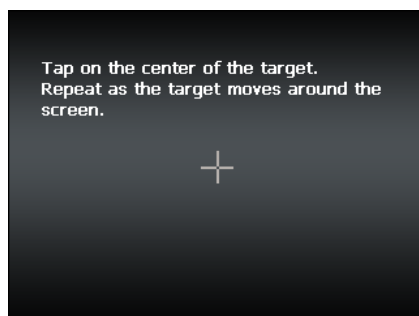 Tap on the center of the target.
Repeat as the target moves around the
screen.